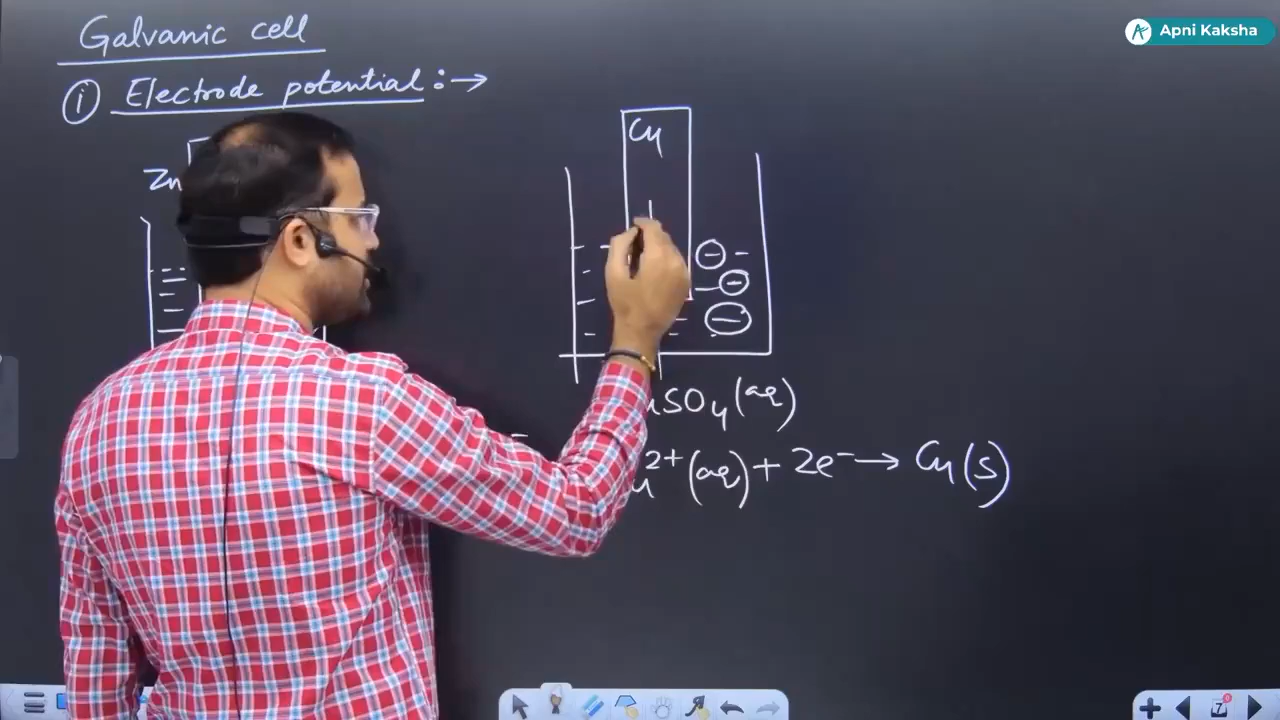 Galvanic cell
Apni Kaksha
i Electrode potential :→
Cu
Zn
SO4 (aq)
2+ (aq) + 2e- → Cu (s)